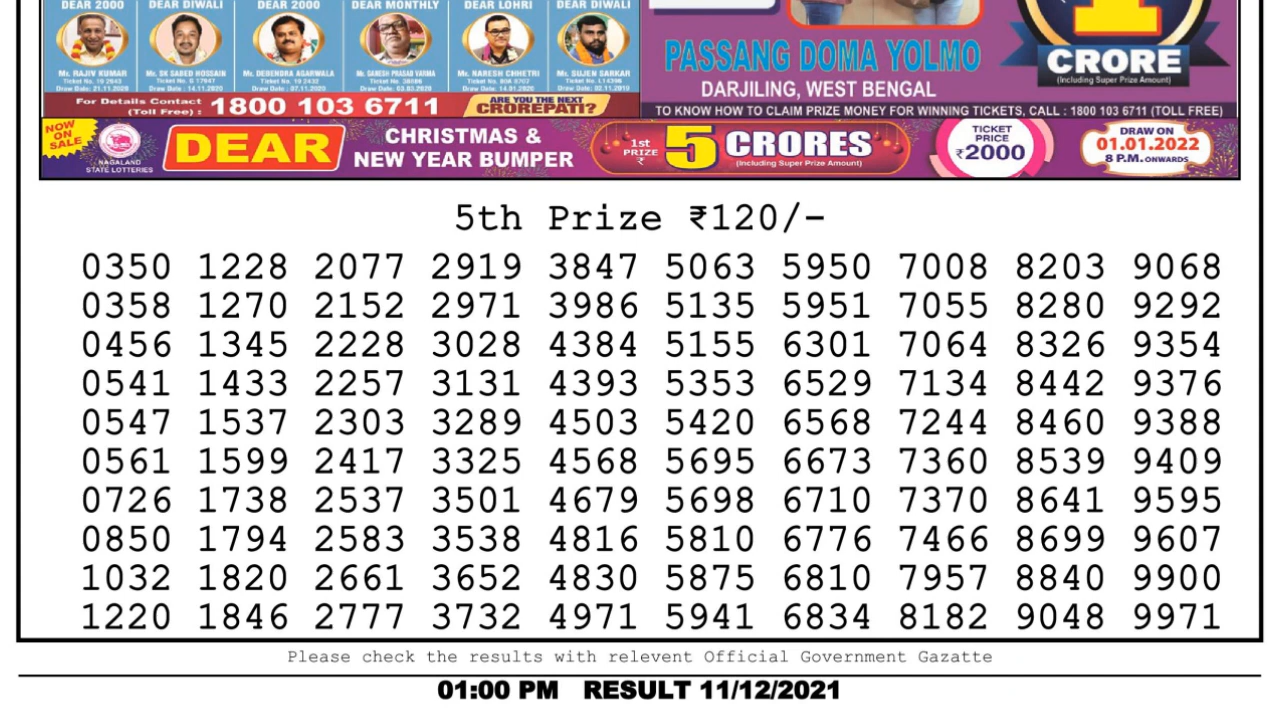 DEAR 2000 DEAR DIWALI DEAR 2000 DEAR MONTHLY DEAR LOHRI DEAR DIWALI
Mr. RAJIV KUMAR Mr. SK SABED HOSSAIN Mr. DEBENDRA AGARWALA Mr. GANESH PRASAD VARMA Mr. NARESH CHHETRI Mr. SUJEN SARKAR
For Details Contact
(Toll Free) : 1800 103 6711
ARE YOU THE NEXT
CROREPATI?
PASSANG DOMA YOLMO
DARJILING, WEST BENGAL
1
CRORE
(Including Super Prize Amount)
TO KNOW HOW TO CLAIM PRIZE MONEY FOR WINNING TICKETS, CALL : 1800 103 6711 (TOLL FREE)
NOW
ON
SALE
NAGALAND
STATE LOTTERIES
DEAR
CHRISTMAS &
NEW YEAR BUMPER
1st
PRIZE
₹
5 CRORES
(Including Super Prize Amount)
TICKET
PRICE
₹2000
DRAW ON
01.01.2022
8 P.M. ONWARDS
5th Prize ₹120/-
0350 1228 2077 2919 3847 5063 5950 7008 8203 9068
0358 1270 2152 2971 3986 5135 5951 7055 8280 9292
0456 1345 2228 3028 4384 5155 6301 7064 8326 9354
0541 1433 2257 3131 4393 5353 6529 7134 8442 9376
0547 1537 2303 3289 4503 5420 6568 7244 8460 9388
0561 1599 2417 3325 4568 5695 6673 7360 8539 9409
0726 1738 2537 3501 4679 5698 6710 7370 8641 9595
0850 1794 2583 3538 4816 5810 6776 7466 8699 9607
1032 1820 2661 3652 4830 5875 6810 7957 8840 9900
1220 1846 2777 3732 4971 5941 6834 8182 9048 9971
Please check the results with relevent Official Government Gazatte
01:00 PM RESULT 11/12/2021